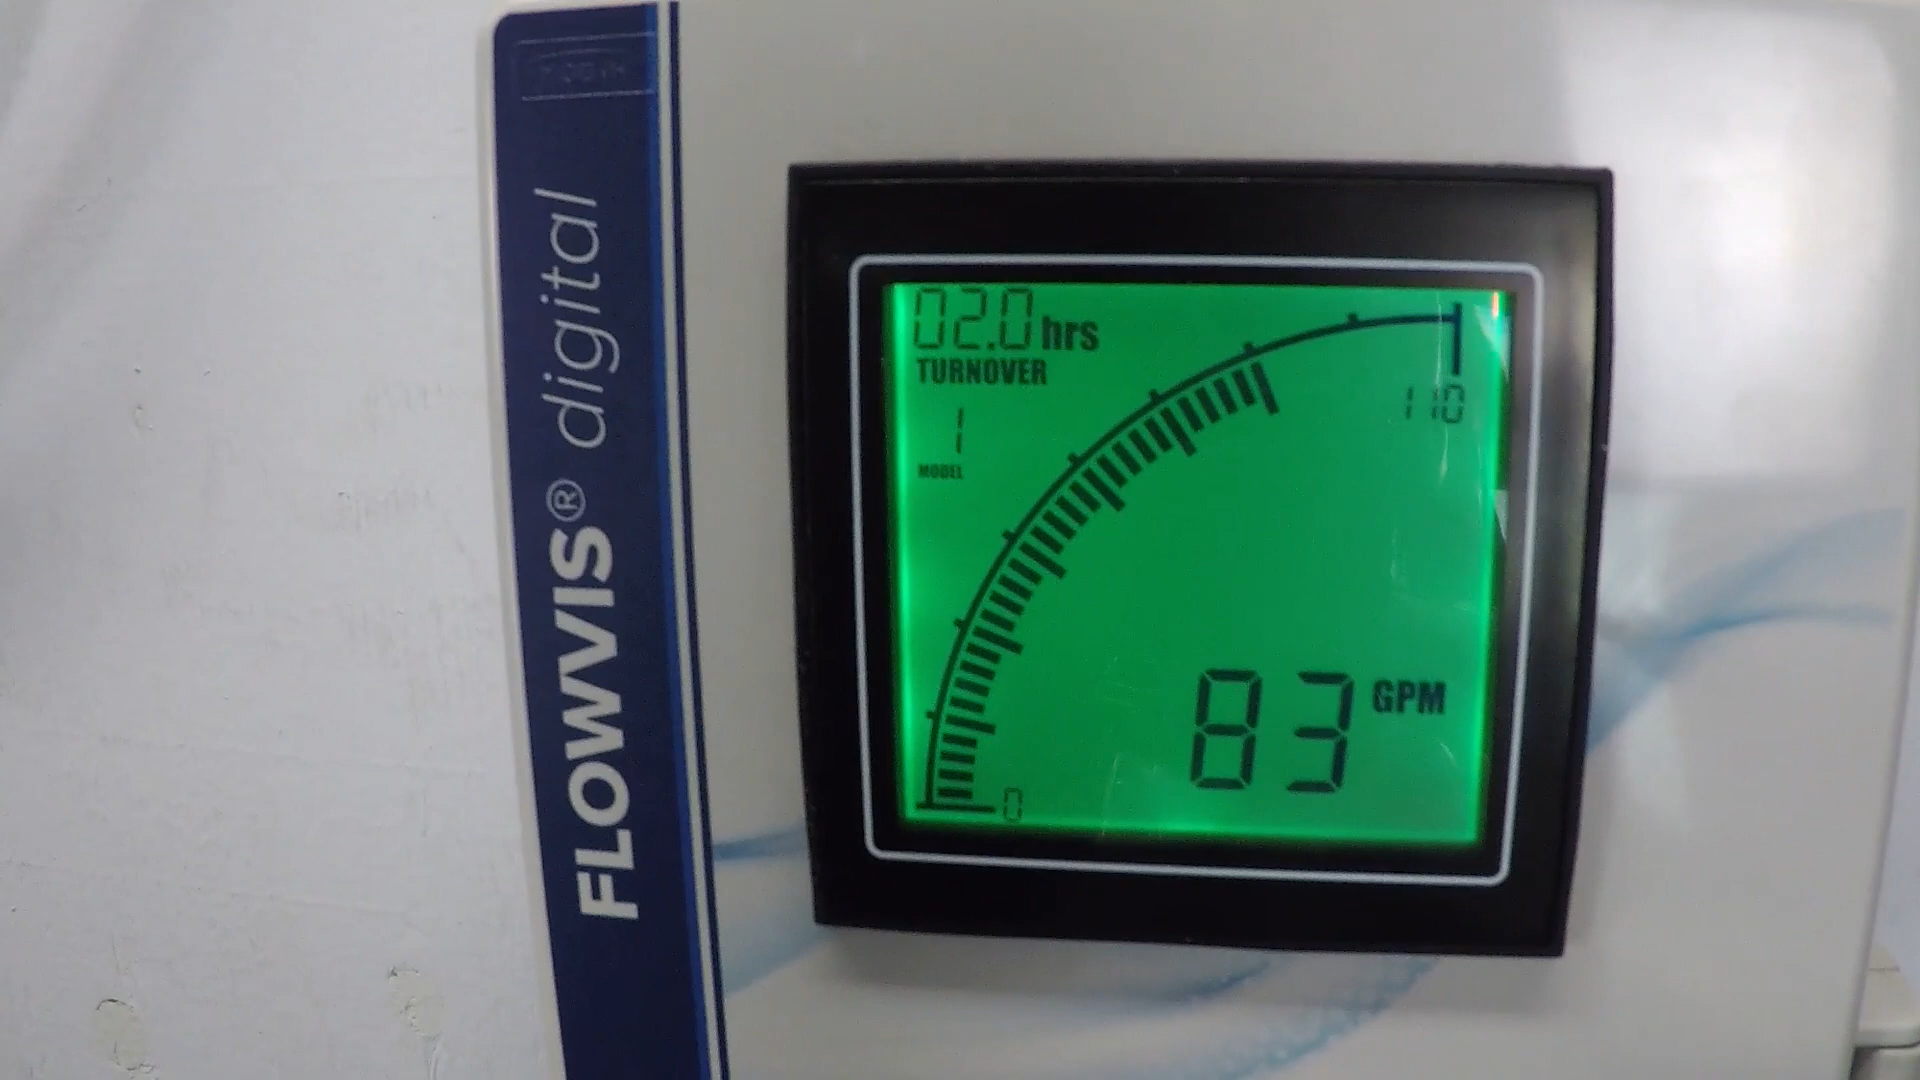 FLOWVIS® digital
02.0 hrs
TURNOVER
1
MODEL
110
83 GPM
0